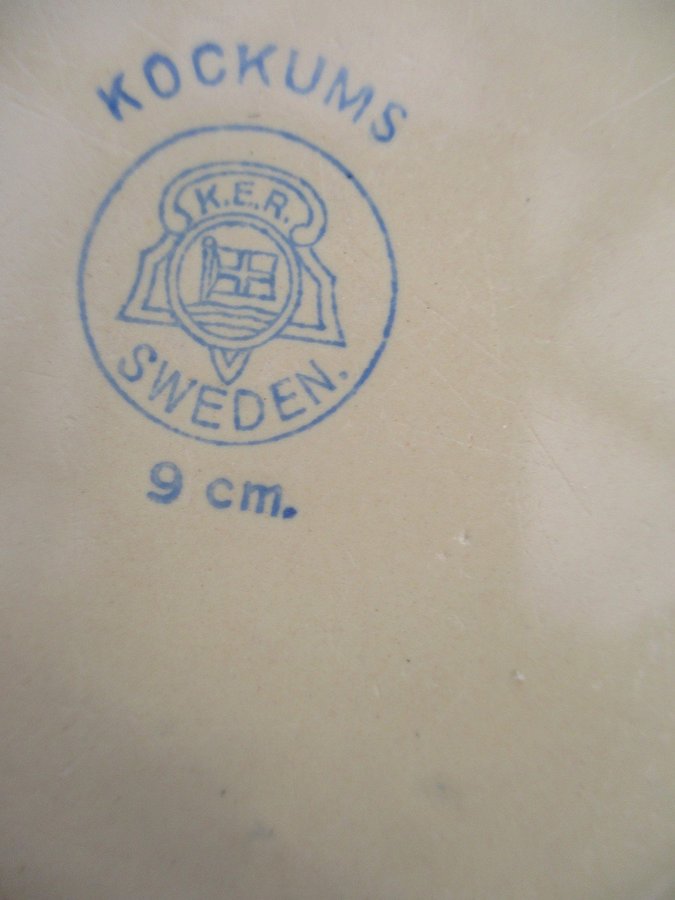 KOCKUMS
K.E.R.
SWEDEN.
9 cm.